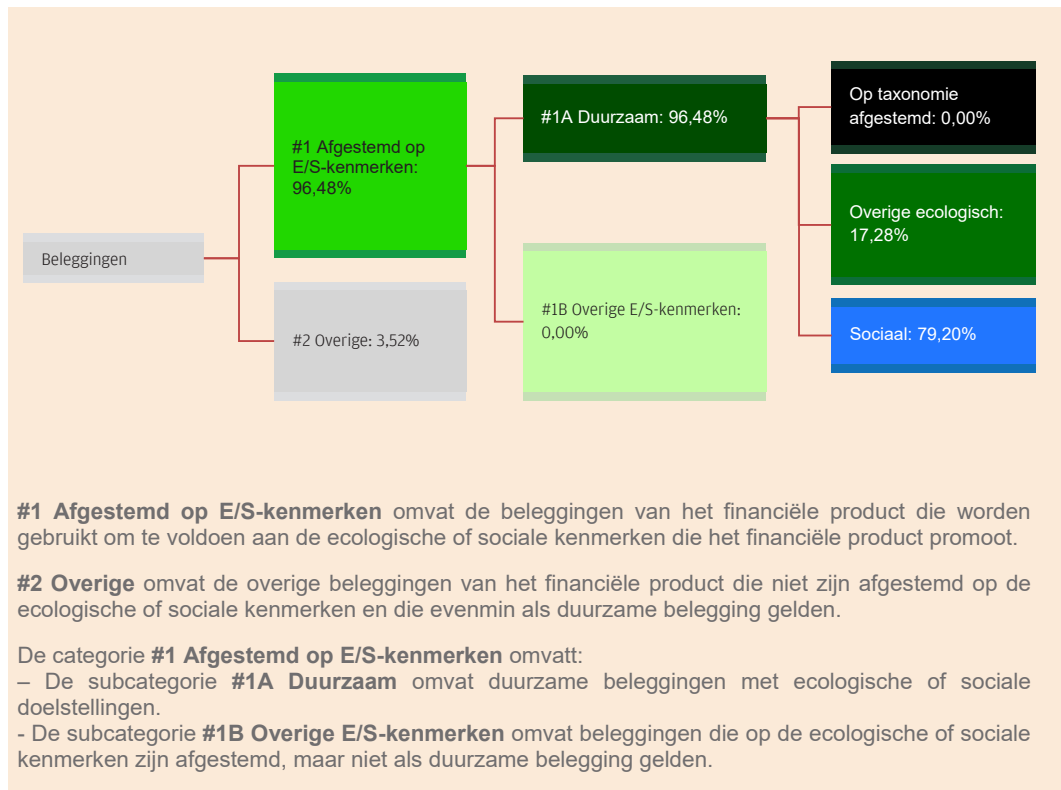 Op taxonomie
afgestemd: 0,00%
#1A Duurzaam: 96,48%
#1 Afgestemd op
E/S-kenmerken:
96,48%
Overige ecologisch:
17,28%
Beleggingen
#1B Overige E/S-kenmerken:
0,00%
#2 Overige: 3,52%
Sociaal: 79,20%
#1 Afgestemd op E/S-kenmerken omvat de beleggingen van het financiële product die worden
gebruikt om te voldoen aan de ecologische of sociale kenmerken die het financiële product promoot.
#2 Overige omvat de overige beleggingen van het financiële product die niet zijn afgestemd op de
ecologische of sociale kenmerken en die evenmin als duurzame belegging gelden.
De categorie #1 Afgestemd op E/S-kenmerken omvatt:
– De subcategorie #1A Duurzaam omvat duurzame beleggingen met ecologische of sociale
doelstellingen.
- De subcategorie #1B Overige E/S-kenmerken omvat beleggingen die op de ecologische of sociale
kenmerken zijn afgestemd, maar niet als duurzame belegging gelden.